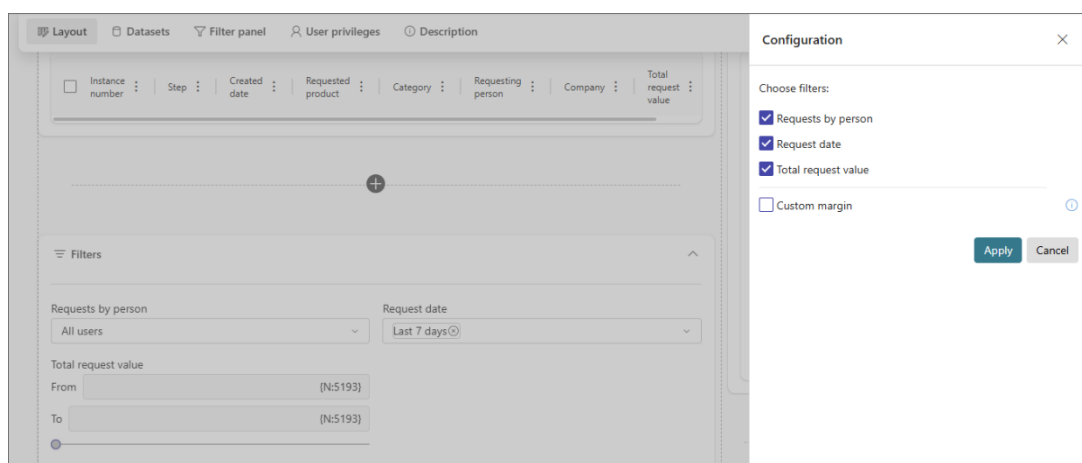 Layout Datasets Filter panel User privileges Description
Instance number Step Created date Requested product Category Requesting person Company Total request value
Filters
Requests by person Request date
All users Last 7 days
Total request value
From {N:5193}
To {N:5193}
Configuration
Choose filters:
Requests by person
Request date
Total request value
Custom margin
Apply Cancel